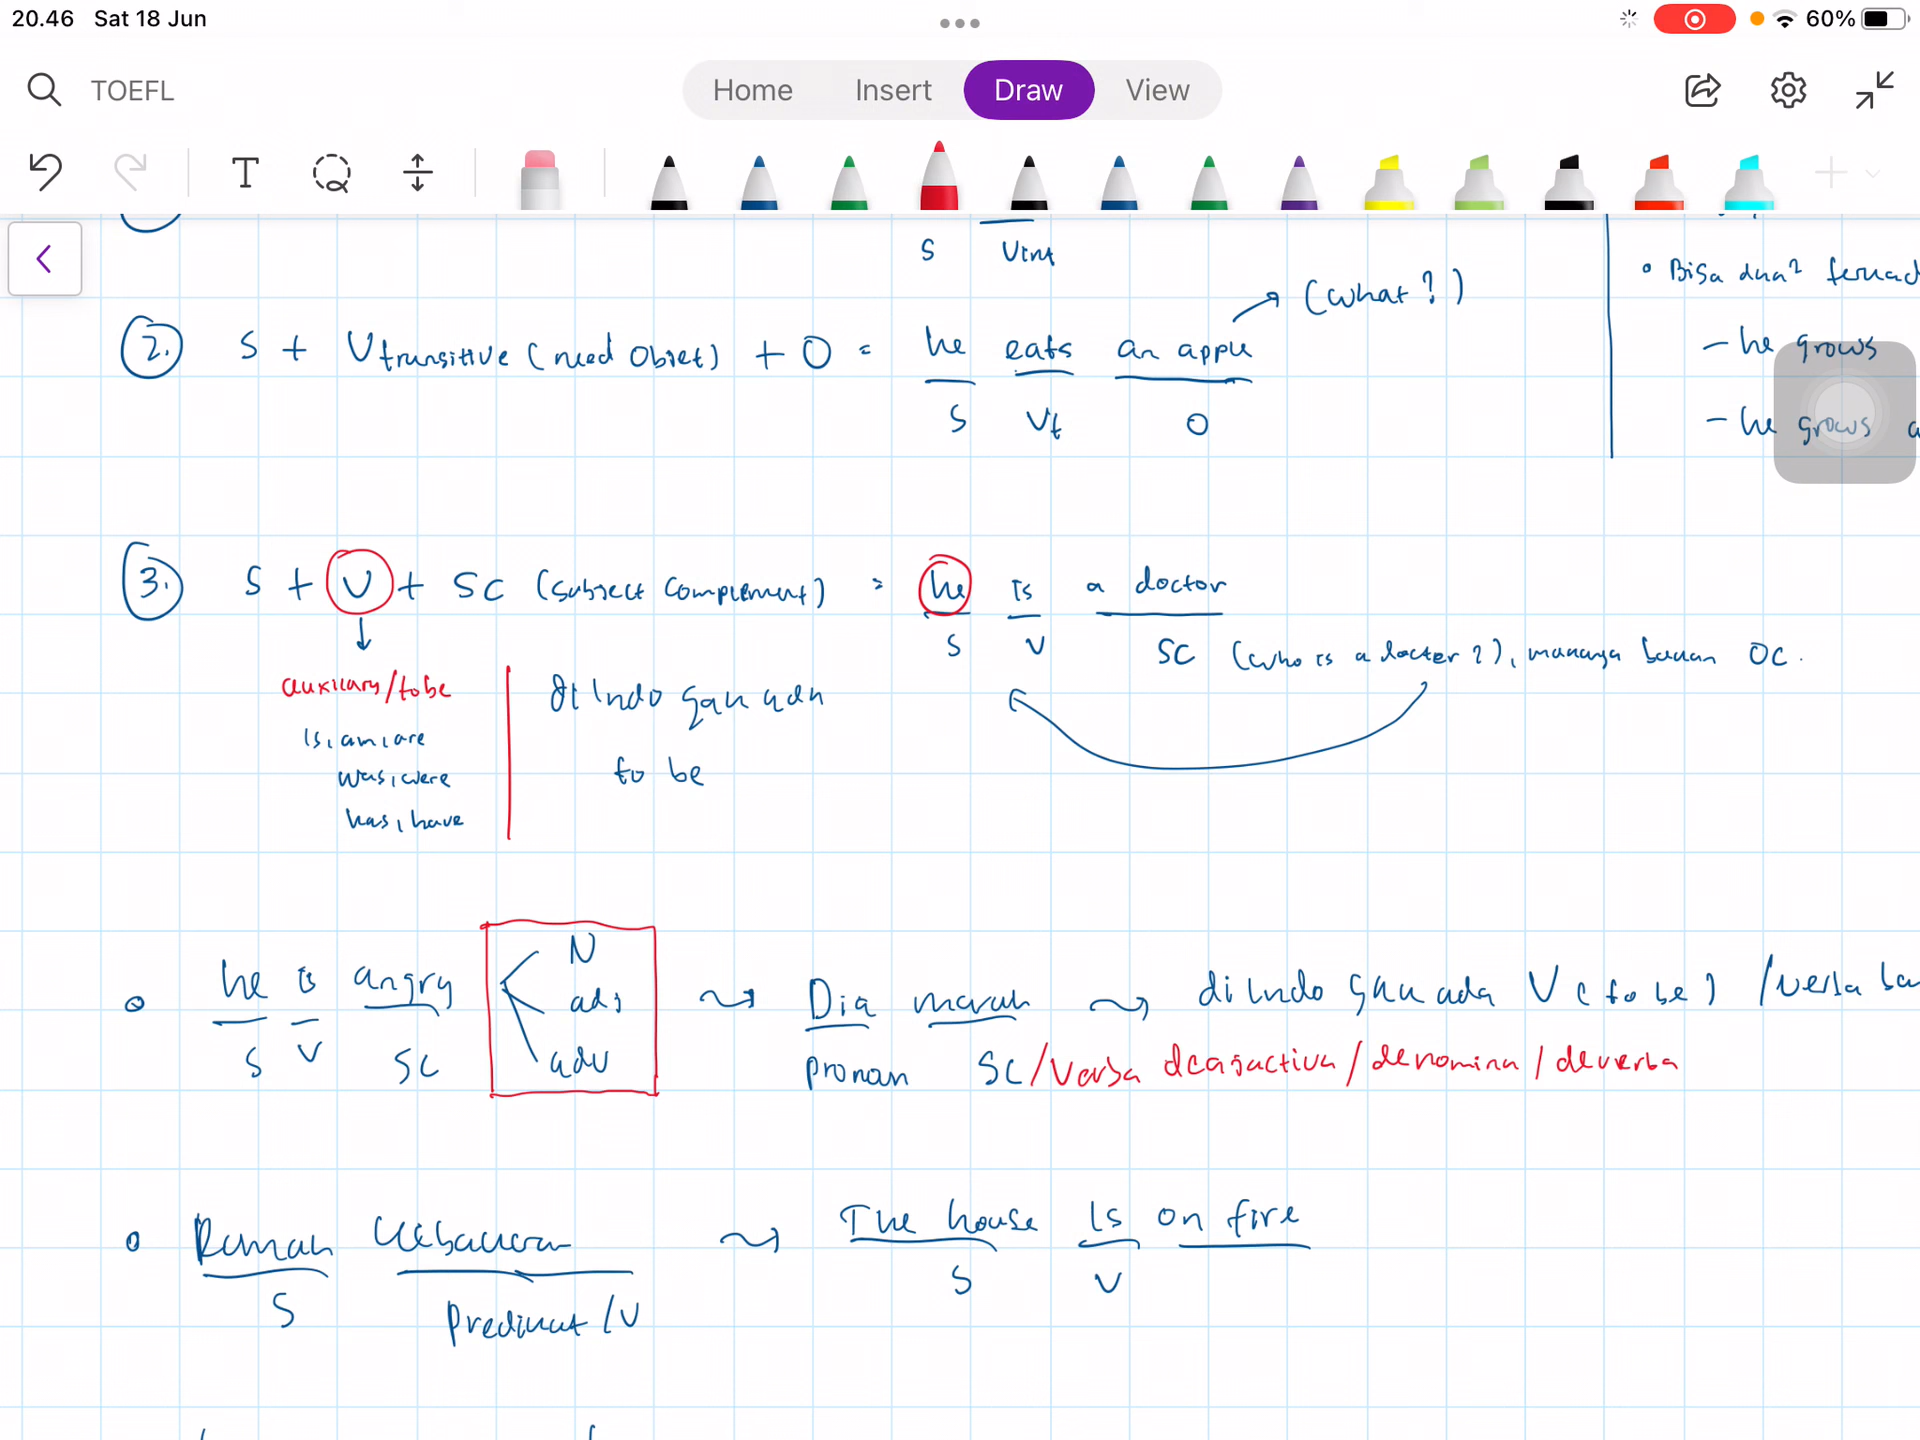 20.46 Sat 18 Jun
60%
TOEFL
Home Insert Draw View
T
S Vint
(what?)
• Bisa dua²
2. S + Vtransitive (need Objet) + O = he eats an apple
S Vt O
- he grows
- he grows a
3. S + V + SC (subject complement) = he is a doctor
S V SC (who is a docter?), makanya bukan OC.
auxilary/tobe
is, am, are
was, were
has, have
di Indo gak ada
to be
he is angry N adj adv Dia marah di Indo gak ada V (to be) / verba
S V SC pronoun SC/verba deajactiva / denomina / deverba
Rumah kebakaran The house is on fire
S Predikat/V S V